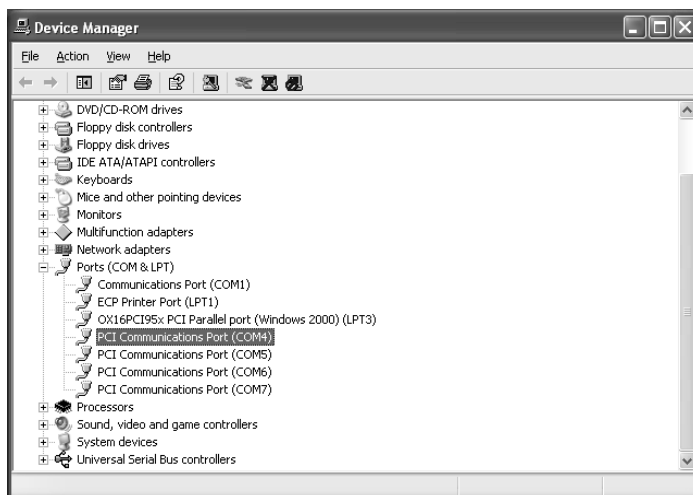 Device Manager
File Action View Help
DVD/CD-ROM drives
Floppy disk controllers
Floppy disk drives
IDE ATA/ATAPI controllers
Keyboards
Mice and other pointing devices
Monitors
Multifunction adapters
Network adapters
Ports (COM & LPT)
Communications Port (COM1)
ECP Printer Port (LPT1)
OX16PCI95x PCI Parallel port (Windows 2000) (LPT3)
PCI Communications Port (COM4)
PCI Communications Port (COM5)
PCI Communications Port (COM6)
PCI Communications Port (COM7)
Processors
Sound, video and game controllers
System devices
Universal Serial Bus controllers